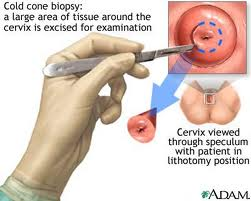 Cold cone biopsy:
a large area of tissue around the
cervix is excised for examination
Cervix viewed
through speculum
with patient in
lithotomy position
ADAM.